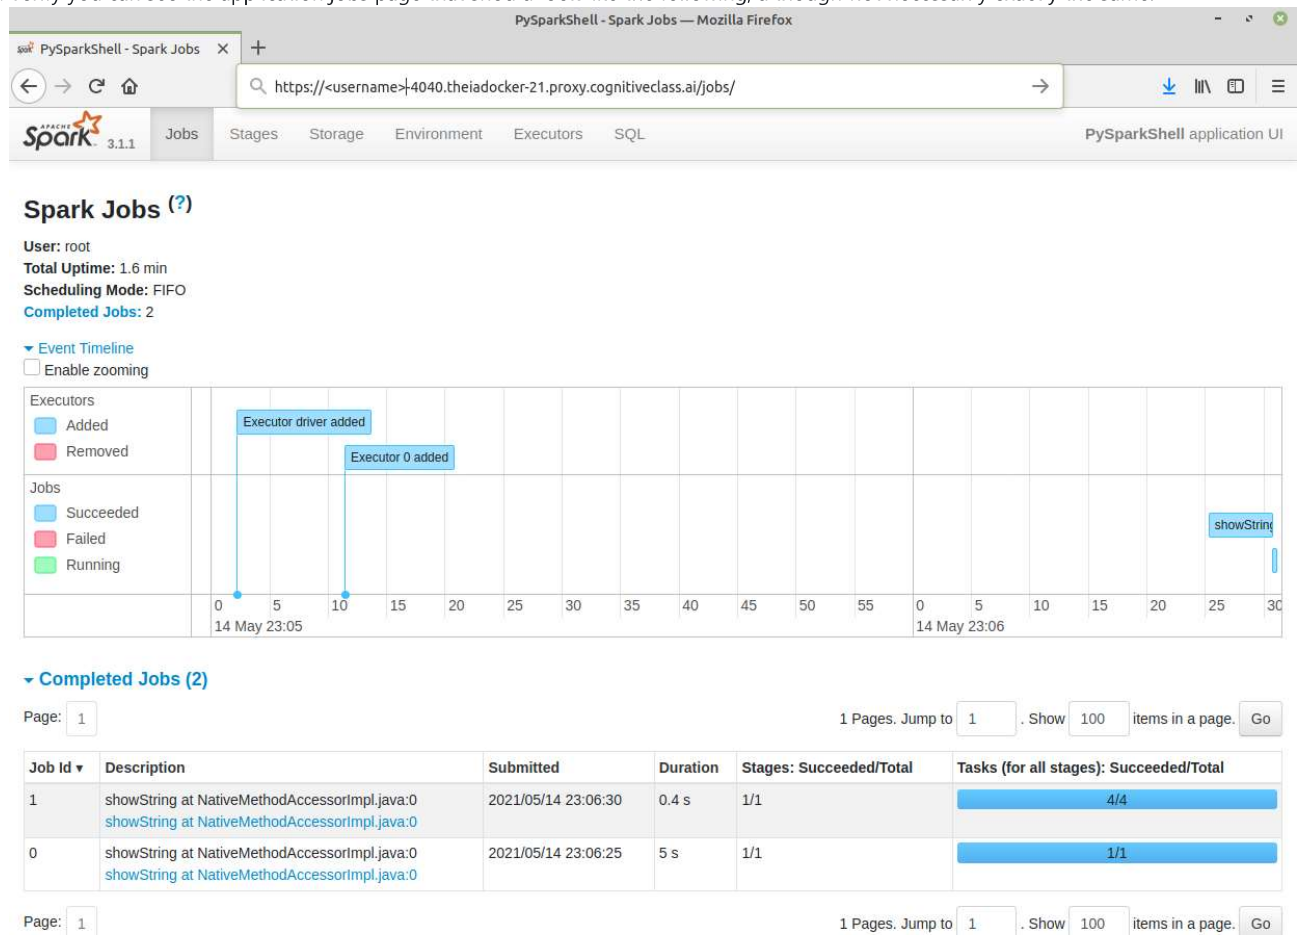 verify you can see the application jobs page
PySparkShell - Spark Jobs — Mozilla Firefox
PySparkShell - Spark Jobs
https://<username>-4040.theiadocker-21.proxy.cognitiveclass.ai/jobs/
APACHE Spark 3.1.1 Jobs Stages Storage Environment Executors SQL PySparkShell application UI
Spark Jobs (?)
User: root
Total Uptime: 1.6 min
Scheduling Mode: FIFO
Completed Jobs: 2
Event Timeline
Enable zooming
Executors
Added
Removed
Executor driver added
Executor 0 added
Jobs
Succeeded
Failed
Running
showString
0 5 10 15 20 25 30 35 40 45 50 55 0 5 10 15 20 25 30
14 May 23:05 14 May 23:06
Completed Jobs (2)
Page: 1 1 Pages. Jump to 1 . Show 100 items in a page. Go
Job Id ▾ Description Submitted Duration Stages: Succeeded/Total Tasks (for all stages): Succeeded/Total
1 showString at NativeMethodAccessorImpl.java:0 2021/05/14 23:06:30 0.4 s 1/1 4/4
showString at NativeMethodAccessorImpl.java:0
0 showString at NativeMethodAccessorImpl.java:0 2021/05/14 23:06:25 5 s 1/1 1/1
showString at NativeMethodAccessorImpl.java:0
Page: 1 1 Pages. Jump to 1 . Show 100 items in a page. Go